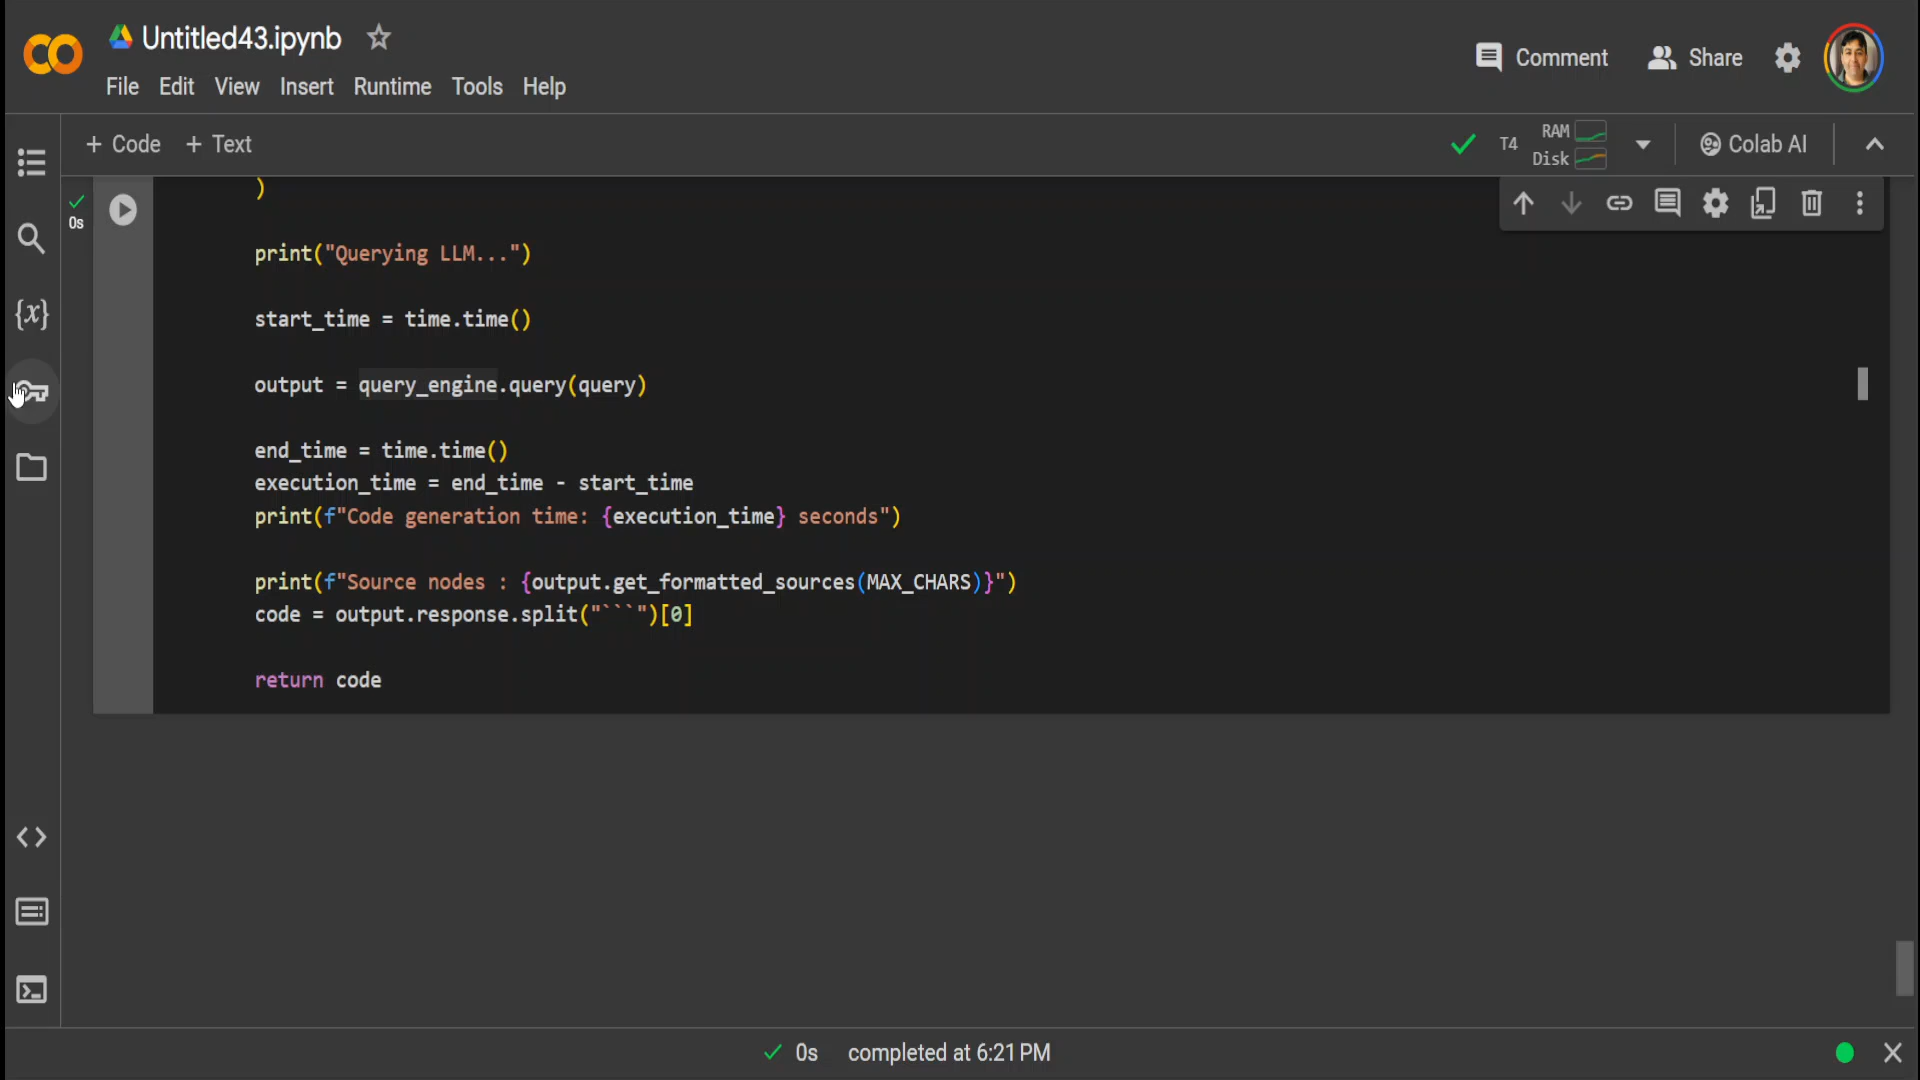 Untitled43.ipynb
Comment
Share
File Edit View Insert Runtime Tools Help
+ Code + Text
T4
RAM
Disk
Colab AI
0s
)
print("Querying LLM...")
start_time = time.time()
{x}
output = query_engine.query(query)
end_time = time.time()
execution_time = end_time - start_time
print(f"Code generation time: {execution_time} seconds")
print(f"Source nodes : {output.get_formatted_sources(MAX_CHARS)}")
code = output.response.split("```")[0]
return code
0s completed at 6:21 PM